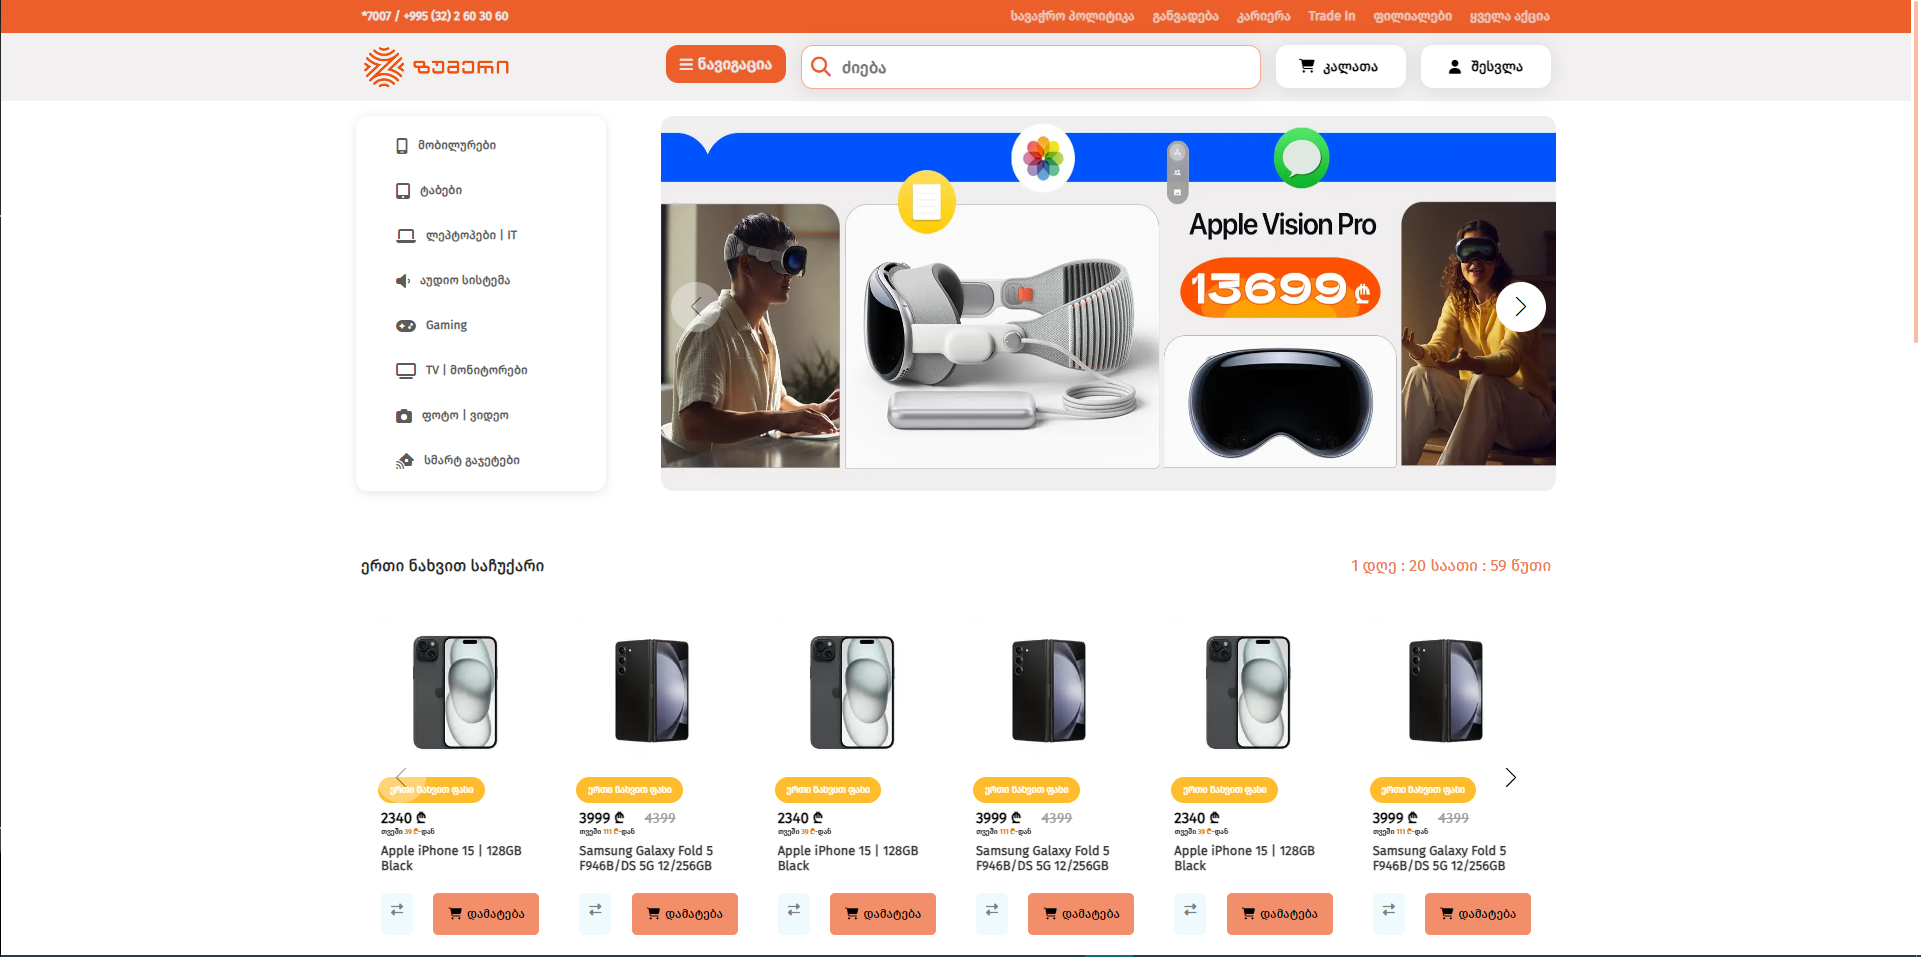 *7007 / +995 (32) 2 60 30 60
სავაჭრო პოლიტიკა განვადება კარიერა Trade In ფილიალები ყველა აქცია
ზუმერი
ნავიგაცია
ძიება
კალათა
შესვლა
მობილურები
ტაბები
ლეპტოპები | IT
აუდიო სისტემა
Gaming
TV | მონიტორები
ფოტო | ვიდეო
სმარტ გაჯეტები
Apple Vision Pro
13699 ₾
ერთი ნახვით საჩუქარი
1 დღე : 20 საათი : 59 წუთი
ერთი ნახვით ფასი
2340 ₾
თვეში 39 ₾-დან
Apple iPhone 15 | 128GB
Black
დამატება
ერთი ნახვით ფასი
3999 ₾ 4399
თვეში 111 ₾-დან
Samsung Galaxy Fold 5
F946B/DS 5G 12/256GB
დამატება
ერთი ნახვით ფასი
2340 ₾
თვეში 39 ₾-დან
Apple iPhone 15 | 128GB
Black
დამატება
ერთი ნახვით ფასი
3999 ₾ 4399
თვეში 111 ₾-დან
Samsung Galaxy Fold 5
F946B/DS 5G 12/256GB
დამატება
ერთი ნახვით ფასი
2340 ₾
თვეში 39 ₾-დან
Apple iPhone 15 | 128GB
Black
დამატება
ერთი ნახვით ფასი
3999 ₾ 4399
თვეში 111 ₾-დან
Samsung Galaxy Fold 5
F946B/DS 5G 12/256GB
დამატება